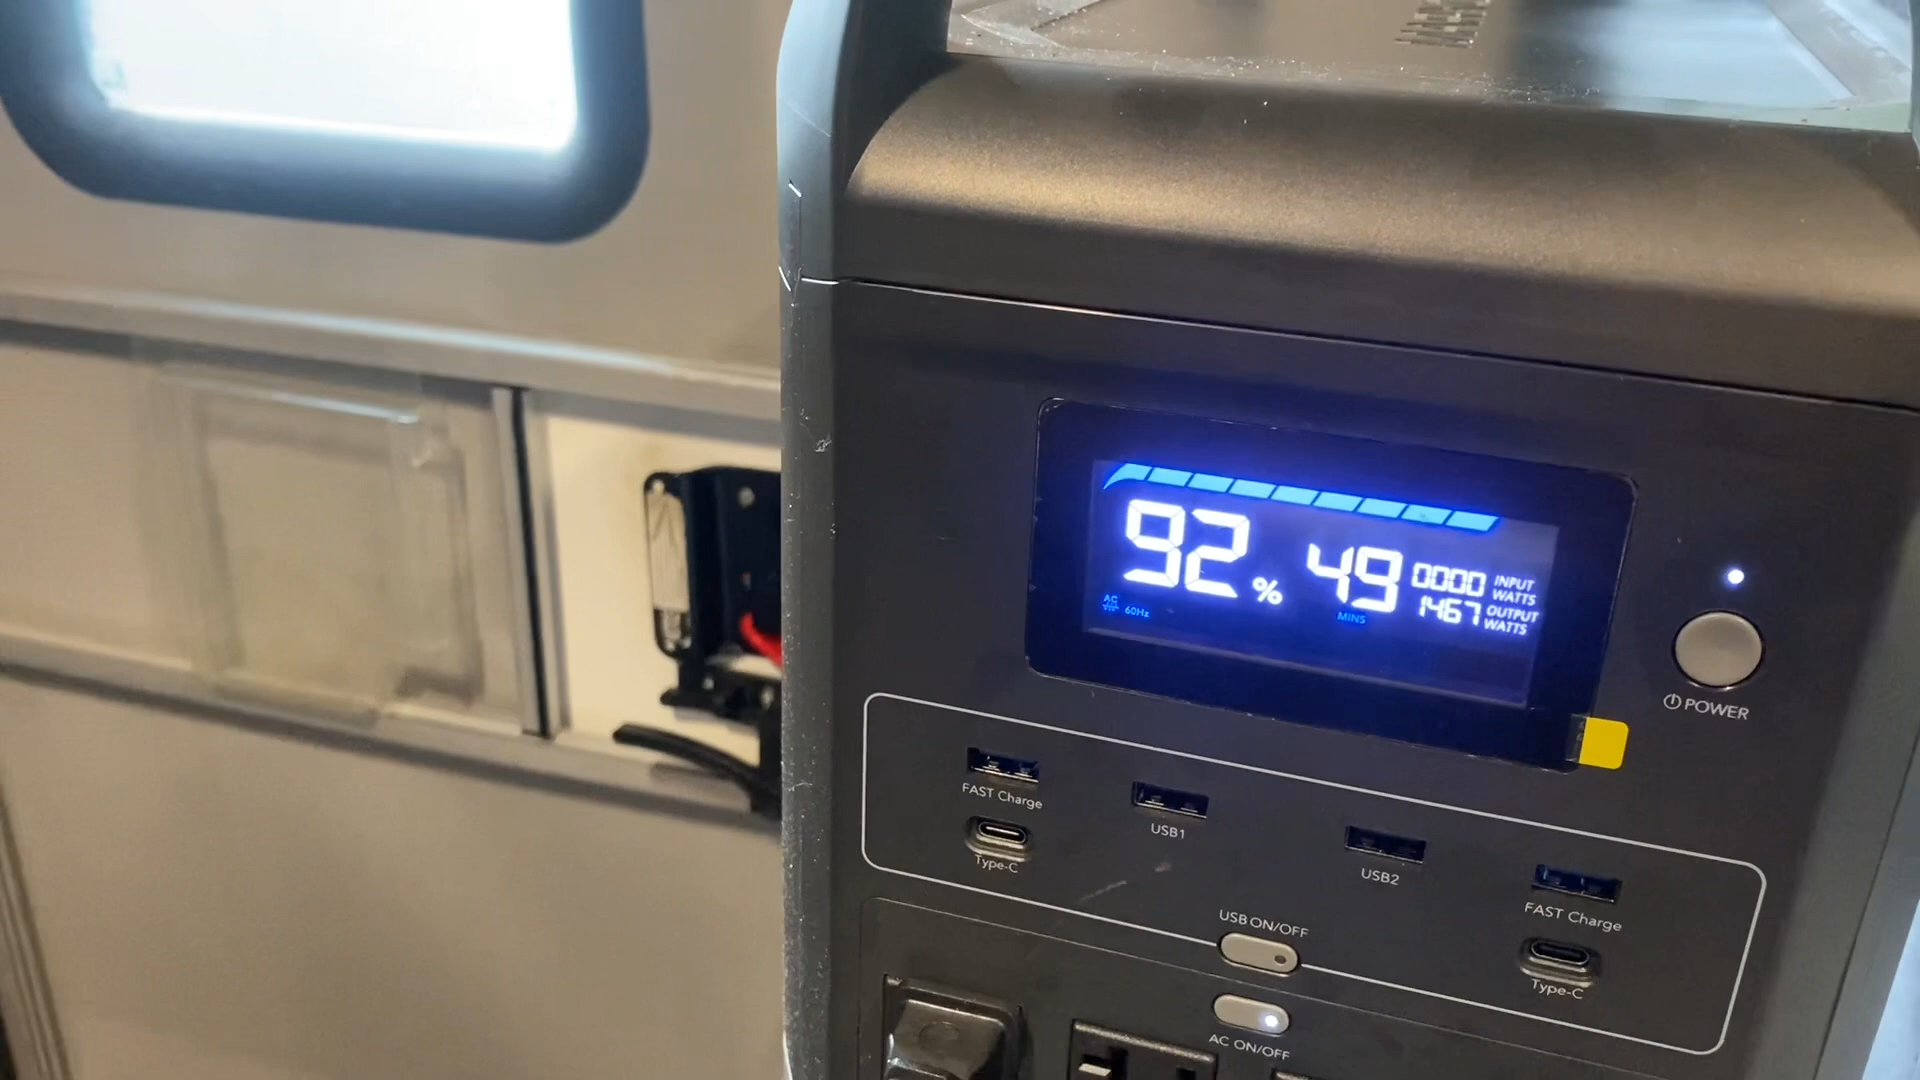 92 % 49 MINS
0000 INPUT WATTS
1467 OUTPUT WATTS
AC 60Hz
POWER
FAST Charge
USB1
Type-C
USB2
FAST Charge
Type-C
USB ON/OFF
AC ON/OFF